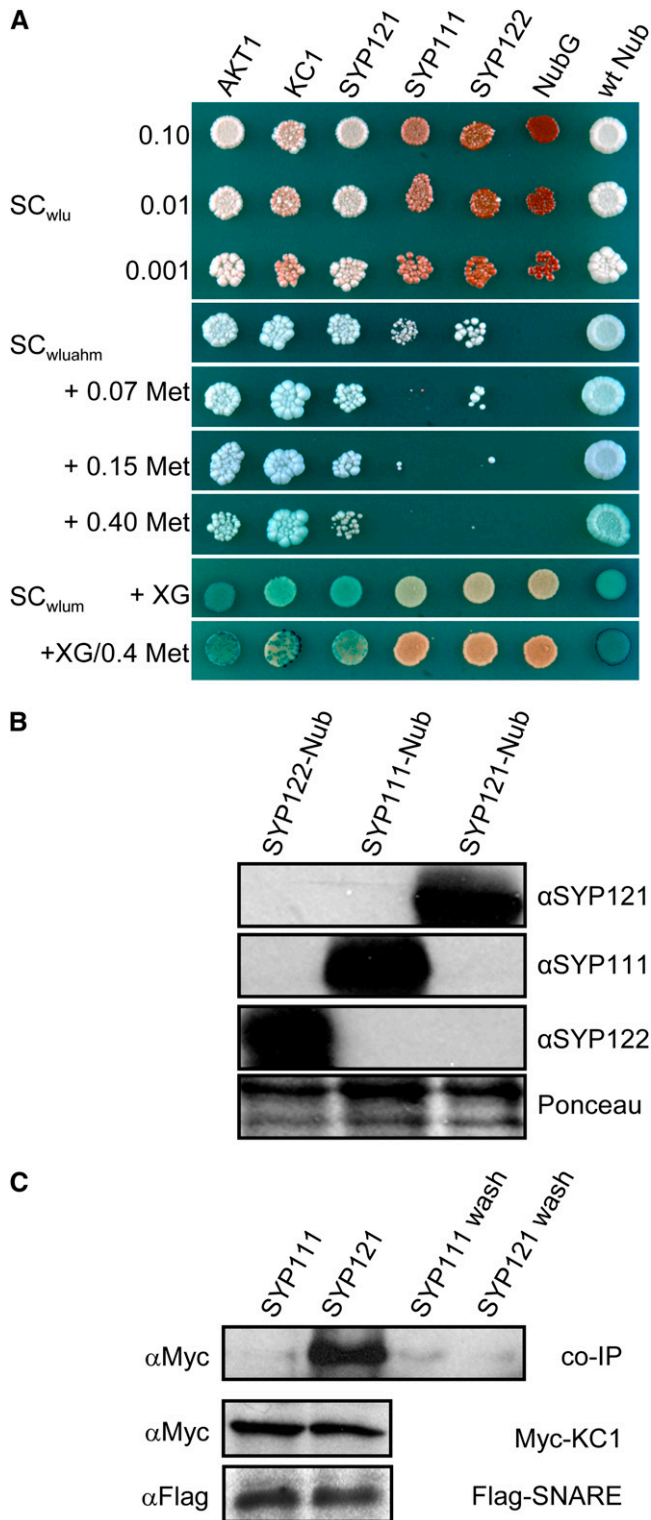 A
AKT1 KC1 SYP121 SYP111 SYP122 NubG wt Nub
0.10
SCwlu 0.01
0.001
SCwluahm
+ 0.07 Met
+ 0.15 Met
+ 0.40 Met
SCwlum + XG
+XG/0.4 Met
B
SYP122-Nub SYP111-Nub SYP121-Nub
αSYP121
αSYP111
αSYP122
Ponceau
C
SYP111 SYP121 SYP111 wash SYP121 wash
αMyc co-IP
αMyc Myc-KC1
αFlag Flag-SNARE